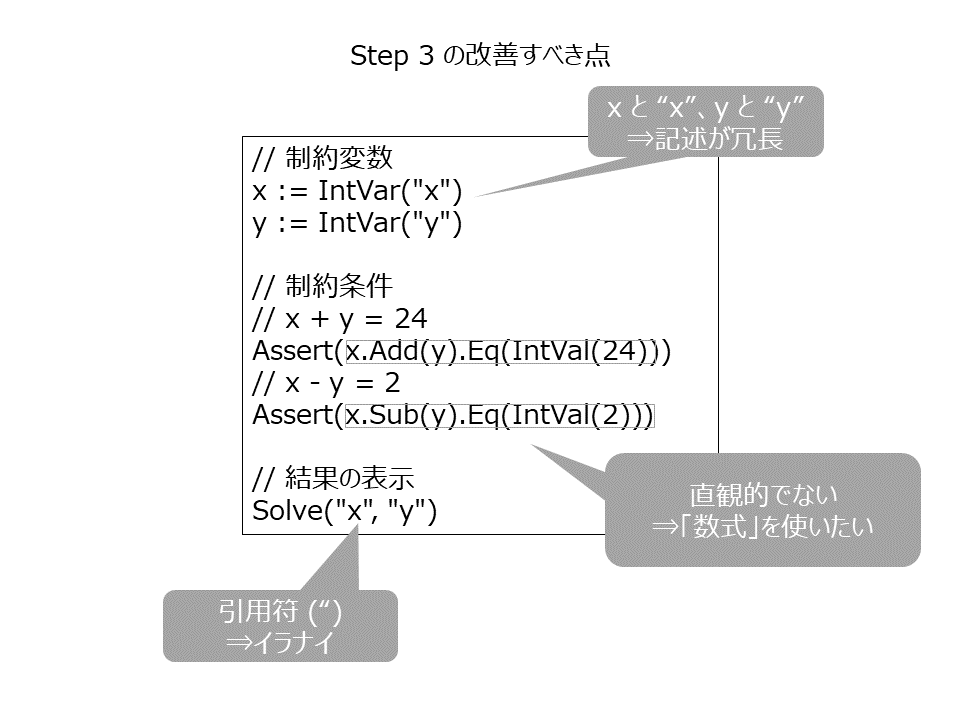 Step 3 の改善すべき点
x と “x”、y と “y”
⇒記述が冗長
// 制約変数
x := IntVar("x")
y := IntVar("y")
// 制約条件
// x + y = 24
Assert(x.Add(y).Eq(IntVal(24)))
// x - y = 2
Assert(x.Sub(y).Eq(IntVal(2)))
// 結果の表示
Solve("x", "y")
直観的でない
⇒「数式」を使いたい
引用符 (“)
⇒イラナイ